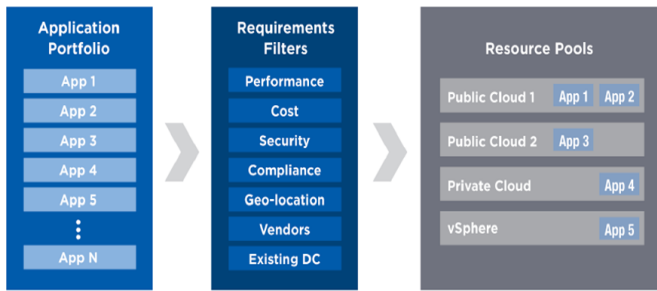 Application
Portfolio
App 1
App 2
App 3
App 4
App 5
App N
Requirements
Filters
Performance
Cost
Security
Compliance
Geo-location
Vendors
Existing DC
Resource Pools
Public Cloud 1 App 1 App 2
Public Cloud 2 App 3
Private Cloud App 4
vSphere App 5